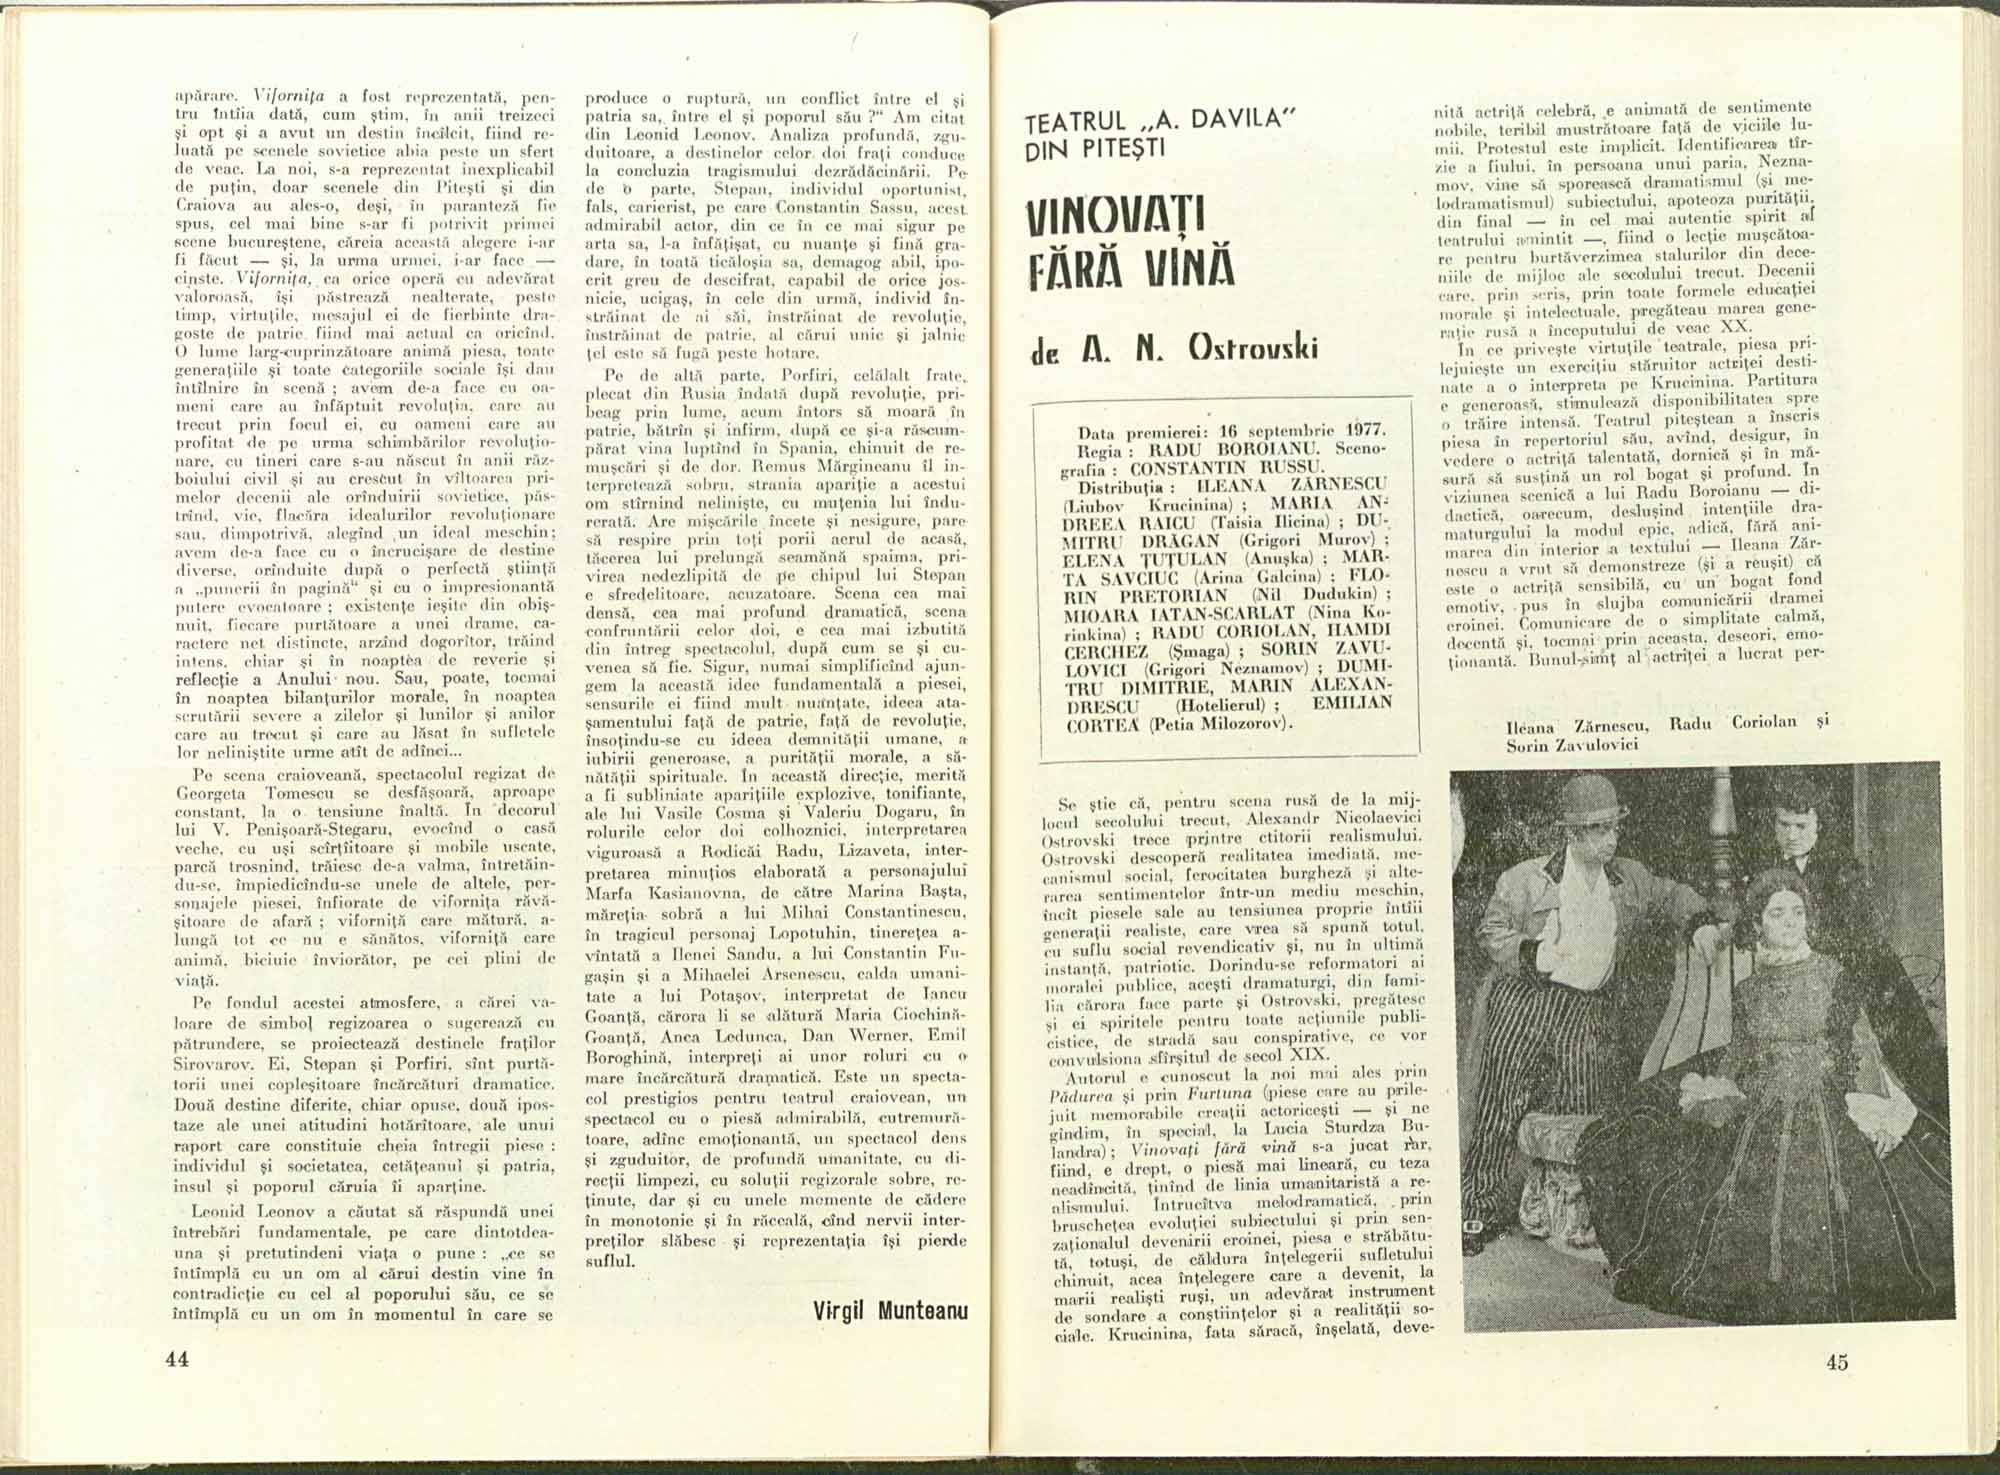 apărare. Vifornița a fost reprezentată, pen-
tru întîia dată, cum știm, în anii treizeci
și opt și a avut un destin încîlcit, fiind re-
luată pe scenele sovietice abia peste un sfert
de veac. La noi, s-a reprezentat inexplicabil
de puțin, doar scenele din Pitești și din
Craiova au ales-o, deși, în paranteză fie
spus, cel mai bine s-ar fi potrivit primei
scene bucureștene, căreia această alegere i-ar
fi făcut — și, la urma urmei, i-ar face —
cinste. Vifornița, ca orice operă cu adevărat
valoroasă, își păstrează nealterate, peste
timp, virtuțile, mesajul ei de fierbinte dra-
goste de patrie fiind mai actual ca oricînd.
O lume larg-cuprinzătoare animă piesa, toate
generațiile și toate categoriile sociale își dau
întîlnire în scenă ; avem de-a face cu oa-
meni care au înfăptuit revoluția, care au
trecut prin focul ei, cu oameni care au
profitat de pe urma schimbărilor revoluțio-
nare, cu tineri care s-au născut în anii răz-
boiului civil și au crescut în vîltoarea pri-
melor decenii ale orînduirii sovietice, păs-
trînd, vie, flacăra idealurilor revoluționare
sau, dimpotrivă, alegînd un ideal meschin;
avem de-a face cu o încrucișare de destine
diverse, orînduite după o perfectă știință
a „punerii în pagină“ și cu o impresionantă
putere evocatoare ; existențe ieșite din obiș-
nuit, fiecare purtătoare a unei drame, ca-
ractere net distincte, arzînd dogoritor, trăind
intens, chiar și în noaptea de reverie și
reflecție a Anului nou. Sau, poate, tocmai
în noaptea bilanțurilor morale, în noaptea
scrutării severe a zilelor și lunilor și anilor
care au trecut și care au lăsat în sufletele
lor neliniștite urme atît de adînci...
Pe scena craioveană, spectacolul regizat de
Georgeta Tomescu se desfășoară, aproape
constant, la o tensiune înaltă. În decorul
lui V. Penișoară-Stegaru, evocînd o casă
veche, cu uși scîrțîitoare și mobile uscate,
parcă trosnind, trăiesc de-a valma, întretăin-
du-se, împiedicîndu-se unele de altele, per-
sonajele piesei, înfiorate de vifornița răvă-
șitoare de afară ; viforniță care mătură, a-
lungă tot ce nu e sănătos, viforniță care
animă, biciuie înviorător, pe cei plini de
viață.
Pe fondul acestei atmosfere, a cărei va-
loare de simbol regizoarea o sugerează cu
pătrundere, se proiectează destinele fraților
Sirovarov. Ei, Stepan și Porfiri, sînt purtă-
torii unei copleșitoare încărcături dramatice.
Două destine diferite, chiar opuse, două ipos-
taze ale unei atitudini hotărîtoare, ale unui
raport care constituie cheia întregii piese :
individul și societatea, cetățeanul și patria,
insul și poporul căruia îi aparține.
Leonid Leonov a căutat să răspundă unei
întrebări fundamentale, pe care dintotdea-
una și pretutindeni viața o pune : „ce se
întîmplă cu un om al cărui destin vine în
contradicție cu cel al poporului său, ce se
întîmplă cu un om în momentul în care se
44
produce o ruptură, un conflict între el și
patria sa, între el și poporul său ?“ Am citat
din Leonid Leonov. Analiza profundă, zgu-
duitoare, a destinelor celor doi frați conduce
la concluzia tragismului dezrădăcinării. Pe
de o parte, Stepan, individul oportunist,
fals, carierist, pe care Constantin Sassu, acest
admirabil actor, din ce în ce mai sigur pe
arta sa, l-a înfățișat, cu nuanțe și fină gra-
dare, în toată ticăloșia sa, demagog abil, ipo-
crit greu de descifrat, capabil de orice jos-
nicie, ucigaș, în cele din urmă, individ în-
străinat de ai săi, înstrăinat de revoluție,
înstrăinat de patrie, al cărui unic și jalnic
țel este să fugă peste hotare.
Pe de altă parte, Porfiri, celălalt frate,
plecat din Rusia îndată după revoluție, pri-
beag prin lume, acum întors să moară în
patrie, bătrîn și infirm, după ce și-a răscum-
părat vina luptînd în Spania, chinuit de re-
mușcări și de dor. Remus Mărgineanu îl in-
terpretează sobru, strania apariție a acestui
om stîrnind neliniște, cu muțenia lui îndu-
rerată. Are mișcările încete și nesigure, pare
să respire prin toți porii aerul de acasă,
tăcerea lui prelungă seamănă spaima, pri-
virea nedezlipită de pe chipul lui Stepan
e sfredelitoare, acuzatoare. Scena cea mai
densă, cea mai profund dramatică, scena
confruntării celor doi, e cea mai izbutită
din întreg spectacolul, după cum se și cu-
venea să fie. Sigur, numai simplificînd ajun-
gem la această idee fundamentală a piesei,
sensurile ei fiind mult nuanțate, ideea ata-
șamentului față de patrie, față de revoluție,
însoțindu-se cu ideea demnității umane, a
iubirii generoase, a purității morale, a să-
nătății spirituale. În această direcție, merită
a fi subliniate aparițiile explozive, tonifiante,
ale lui Vasile Cosma și Valeriu Dogaru, în
rolurile celor doi colhoznici, interpretarea
viguroasă a Rodicăi Radu, Lizaveta, inter-
pretarea minuțios elaborată a personajului
Marfa Kasianovna, de către Marina Bașta,
măreția sobră a lui Mihai Constantinescu,
în tragicul personaj Lopotuhin, tinerețea a-
vîntată a Ilenei Sandu, a lui Constantin Fu-
gașin și a Mihaelei Arsenescu, calda umani-
tate a lui Potașov, interpretat de Iancu
Goanță, cărora li se alătură Maria Ciochină-
Goanță, Anca Ledunca, Dan Werner, Emil
Boroghină, interpreți ai unor roluri cu o
mare încărcătură dramatică. Este un specta-
col prestigios pentru teatrul craiovean, un
spectacol cu o piesă admirabilă, cutremură-
toare, adînc emoționantă, un spectacol dens
și zguduitor, de profundă umanitate, cu di-
recții limpezi, cu soluții regizorale sobre, re-
ținute, dar și cu unele momente de cădere
în monotonie și în răceală, cînd nervii inter-
preților slăbesc și reprezentația își pierde
suflul.
Virgil Munteanu
TEATRUL „A. DAVILA“
DIN PITEȘTI
VINOVAȚI
FĂRĂ VINĂ
de A. N. Ostrovski
Data premierei: 16 septembrie 1977.
Regia : RADU BOROIANU. Sceno-
grafia : CONSTANTIN RUSSU.
Distribuția : ILEANA ZĂRNESCU
(Liubov Krucinina) ; MARIA AN-
DREEA RAICU (Taisia Ilicina) ; DU-
MITRU DRĂGAN (Grigori Murov) ;
ELENA ȚUȚULAN (Anușka) ; MAR-
TA SAVCIUC (Arina Galcina) ; FLO-
RIN PRETORIAN (Nil Dudukin) ;
MIOARA IATAN-SCARLAT (Nina Ko-
rinkina) ; RADU CORIOLAN, HAMDI
CERCHEZ (Șmaga) ; SORIN ZAVU-
LOVICI (Grigori Neznamov) ; DUMI-
TRU DIMITRIE, MARIN ALEXAN-
DRESCU (Hotelierul) ; EMILIAN
CORTEA (Petia Milozorov).
Se știe că, pentru scena rusă de la mij-
locul secolului trecut, Alexandr Nicolaevici
Ostrovski trece printre ctitorii realismului.
Ostrovski descoperă realitatea imediată, me-
canismul social, ferocitatea burgheză și alte-
rarea sentimentelor într-un mediu meschin,
încît piesele sale au tensiunea proprie întîii
generații realiste, care vrea să spună totul,
cu suflu social revendicativ și, nu în ultimă
instanță, patriotic. Dorindu-se reformatori ai
moralei publice, acești dramaturgi, din fami-
lia cărora face parte și Ostrovski, pregătesc
și ei spiritele pentru toate acțiunile publi-
cistice, de stradă sau conspirative, ce vor
convulsiona sfîrșitul de secol XIX.
Autorul e cunoscut la noi mai ales prin
Pădurea și prin Furtuna (piese care au prile-
juit memorabile creații actoricești — și ne
gîndim, în special, la Lucia Sturdza Bu-
landra) ; Vinovați fără vină s-a jucat rar,
fiind, e drept, o piesă mai lineară, cu teza
neadîncită, ținînd de linia umanitaristă a re-
alismului. Întrucîtva melodramatică, prin
bruschețea evoluției subiectului și prin sen-
zaționalul devenirii eroinei, piesa e străbătu-
tă, totuși, de căldura înțelegerii sufletului
chinuit, acea înțelegere care a devenit, la
marii realiști ruși, un adevărat instrument
de sondare a conștiințelor și a realității so-
ciale. Krucinina, fata săracă, înșelată, deve-
nită actriță celebră, e animată de sentimente
nobile, teribil mustrătoare față de viciile lu-
mii. Protestul este implicit. Identificarea tîr-
zie a fiului, în persoana unui paria, Nezna-
mov, vine să sporească dramatismul (și me-
lodramatismul) subiectului, apoteoza purității,
din final — în cel mai autentic spirit al
teatrului amintit —, fiind o lecție mușcătoa-
re pentru burtăverzimea stalurilor din dece-
niile de mijloc ale secolului trecut. Decenii
care, prin scris, prin toate formele educației
morale și intelectuale, pregăteau marea gene-
rație rusă a începutului de veac XX.
În ce privește virtuțile teatrale, piesa pri-
lejuiește un exercițiu stăruitor actriței desti-
nate a o interpreta pe Krucinina. Partitura
e generoasă, stimulează disponibilitatea spre
o trăire intensă. Teatrul piteștean a înscris
piesa în repertoriul său, avînd, desigur, în
vedere o actriță talentată, dornică și în mă-
sură să susțină un rol bogat și profund. În
viziunea scenică a lui Radu Boroianu — di-
dactică, oarecum, deslușind intențiile dra-
maturgului la modul epic, adică, fără ani-
marea din interior a textului — Ileana Zăr-
nescu a vrut să demonstreze (și a reușit) că
este o actriță sensibilă, cu un bogat fond
emotiv, pus în slujba comunicării dramei
eroinei. Comunicare de o simplitate calmă,
decentă și, tocmai prin aceasta, deseori, emo-
ționantă. Bunul-simț al actriței a lucrat per-
Ileana Zărnescu, Radu Coriolan și
Sorin Zavulovici
45